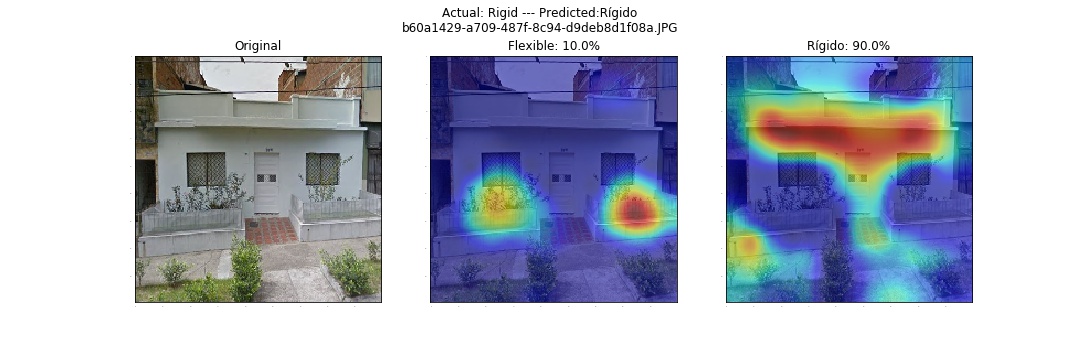 Actual: Rigid --- Predicted:Rígido
b60a1429-a709-487f-8c94-d9deb8d1f08a.JPG
Original
Flexible: 10.0%
Rígido: 90.0%